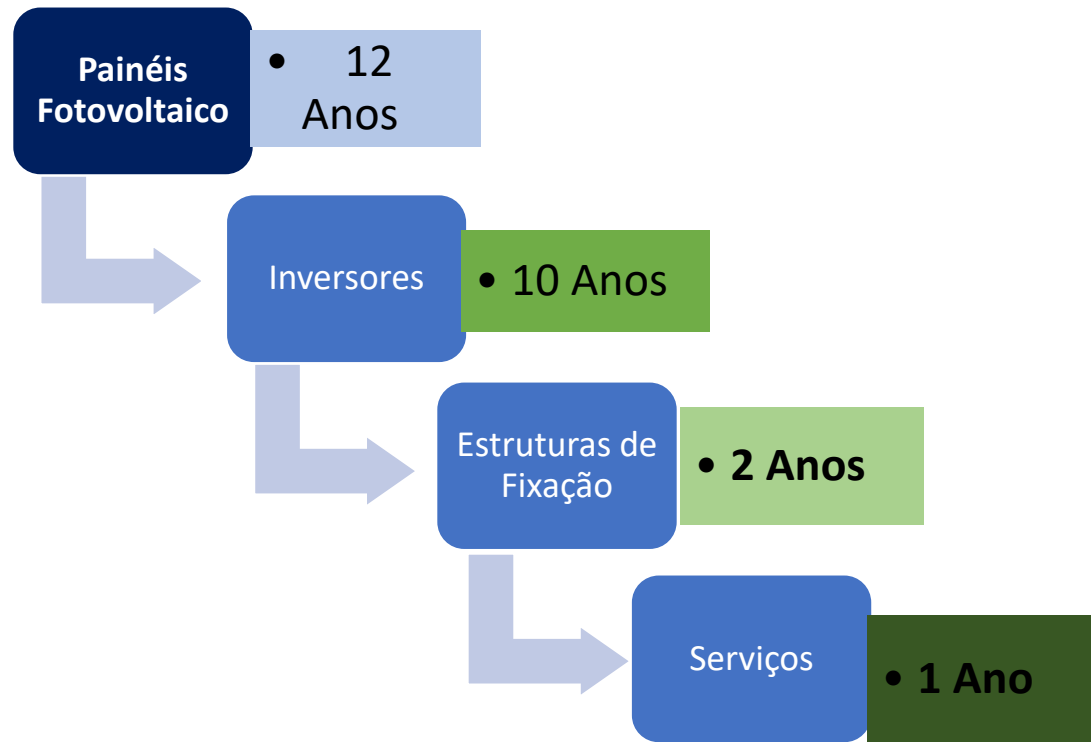 Painéis
Fotovoltaico
• 12
Anos
Inversores
• 10 Anos
Estruturas de
Fixação
• 2 Anos
Serviços
• 1 Ano